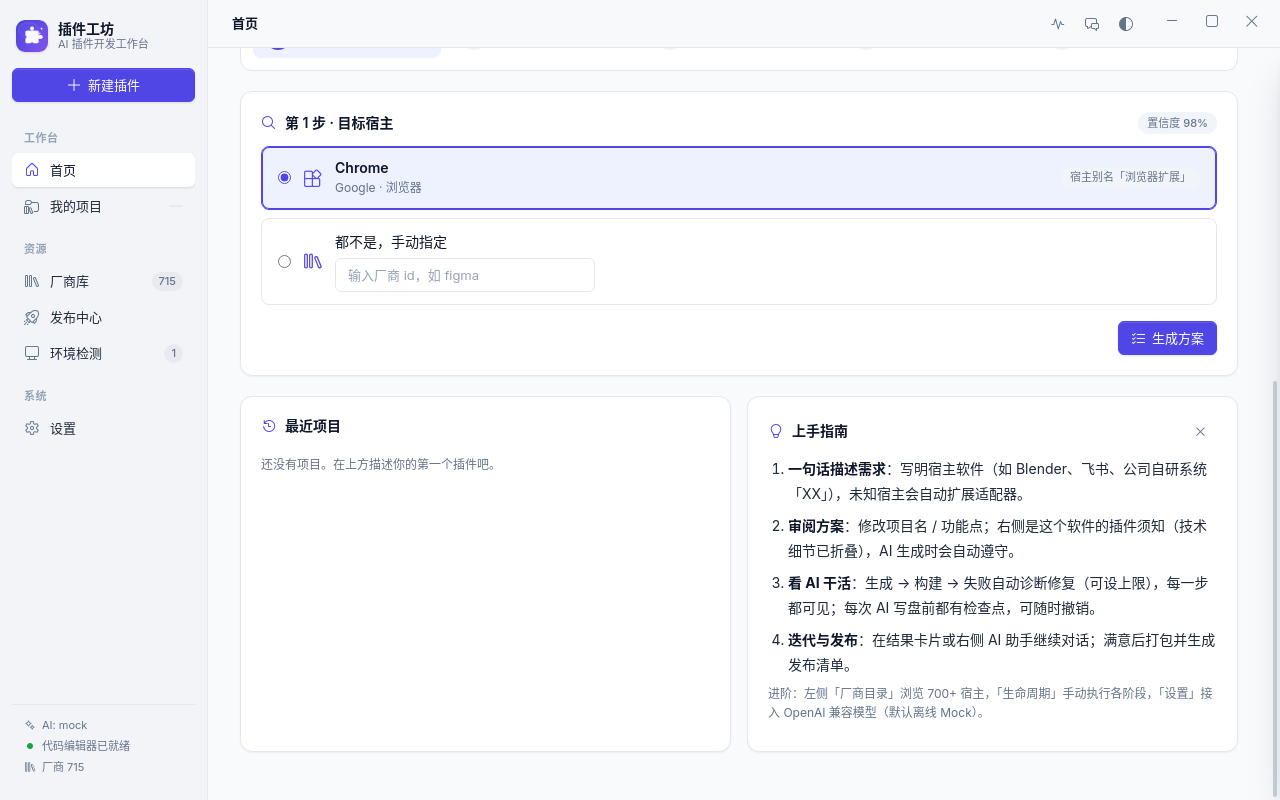 插件工坊
AI 插件开发工作台
新建插件
工作台
首页
我的项目
资源
厂商库 715
发布中心
环境检测 1
系统
设置
AI: mock
代码编辑器已就绪
厂商 715
首页
第 1 步 · 目标宿主
置信度 98%
Chrome
Google · 浏览器
宿主别名「浏览器扩展」
都不是，手动指定
输入厂商 id，如 figma
生成方案
最近项目
还没有项目。在上方描述你的第一个插件吧。
上手指南
1. 一句话描述需求：写明宿主软件（如 Blender、飞书、公司自研系统
「XX」），未知宿主会自动扩展适配器。
2. 审阅方案：修改项目名 / 功能点；右侧是这个软件的插件须知（技术
细节已折叠），AI 生成时会自动遵守。
3. 看 AI 干活：生成 → 构建 → 失败自动诊断修复（可设上限），每一步
都可见；每次 AI 写盘前都有检查点，可随时撤销。
4. 迭代与发布：在结果卡片或右侧 AI 助手继续对话；满意后打包并生成
发布清单。
进阶：左侧「厂商目录」浏览 700+ 宿主，「生命周期」手动执行各阶段，「设置」接
入 OpenAI 兼容模型（默认离线 Mock）。